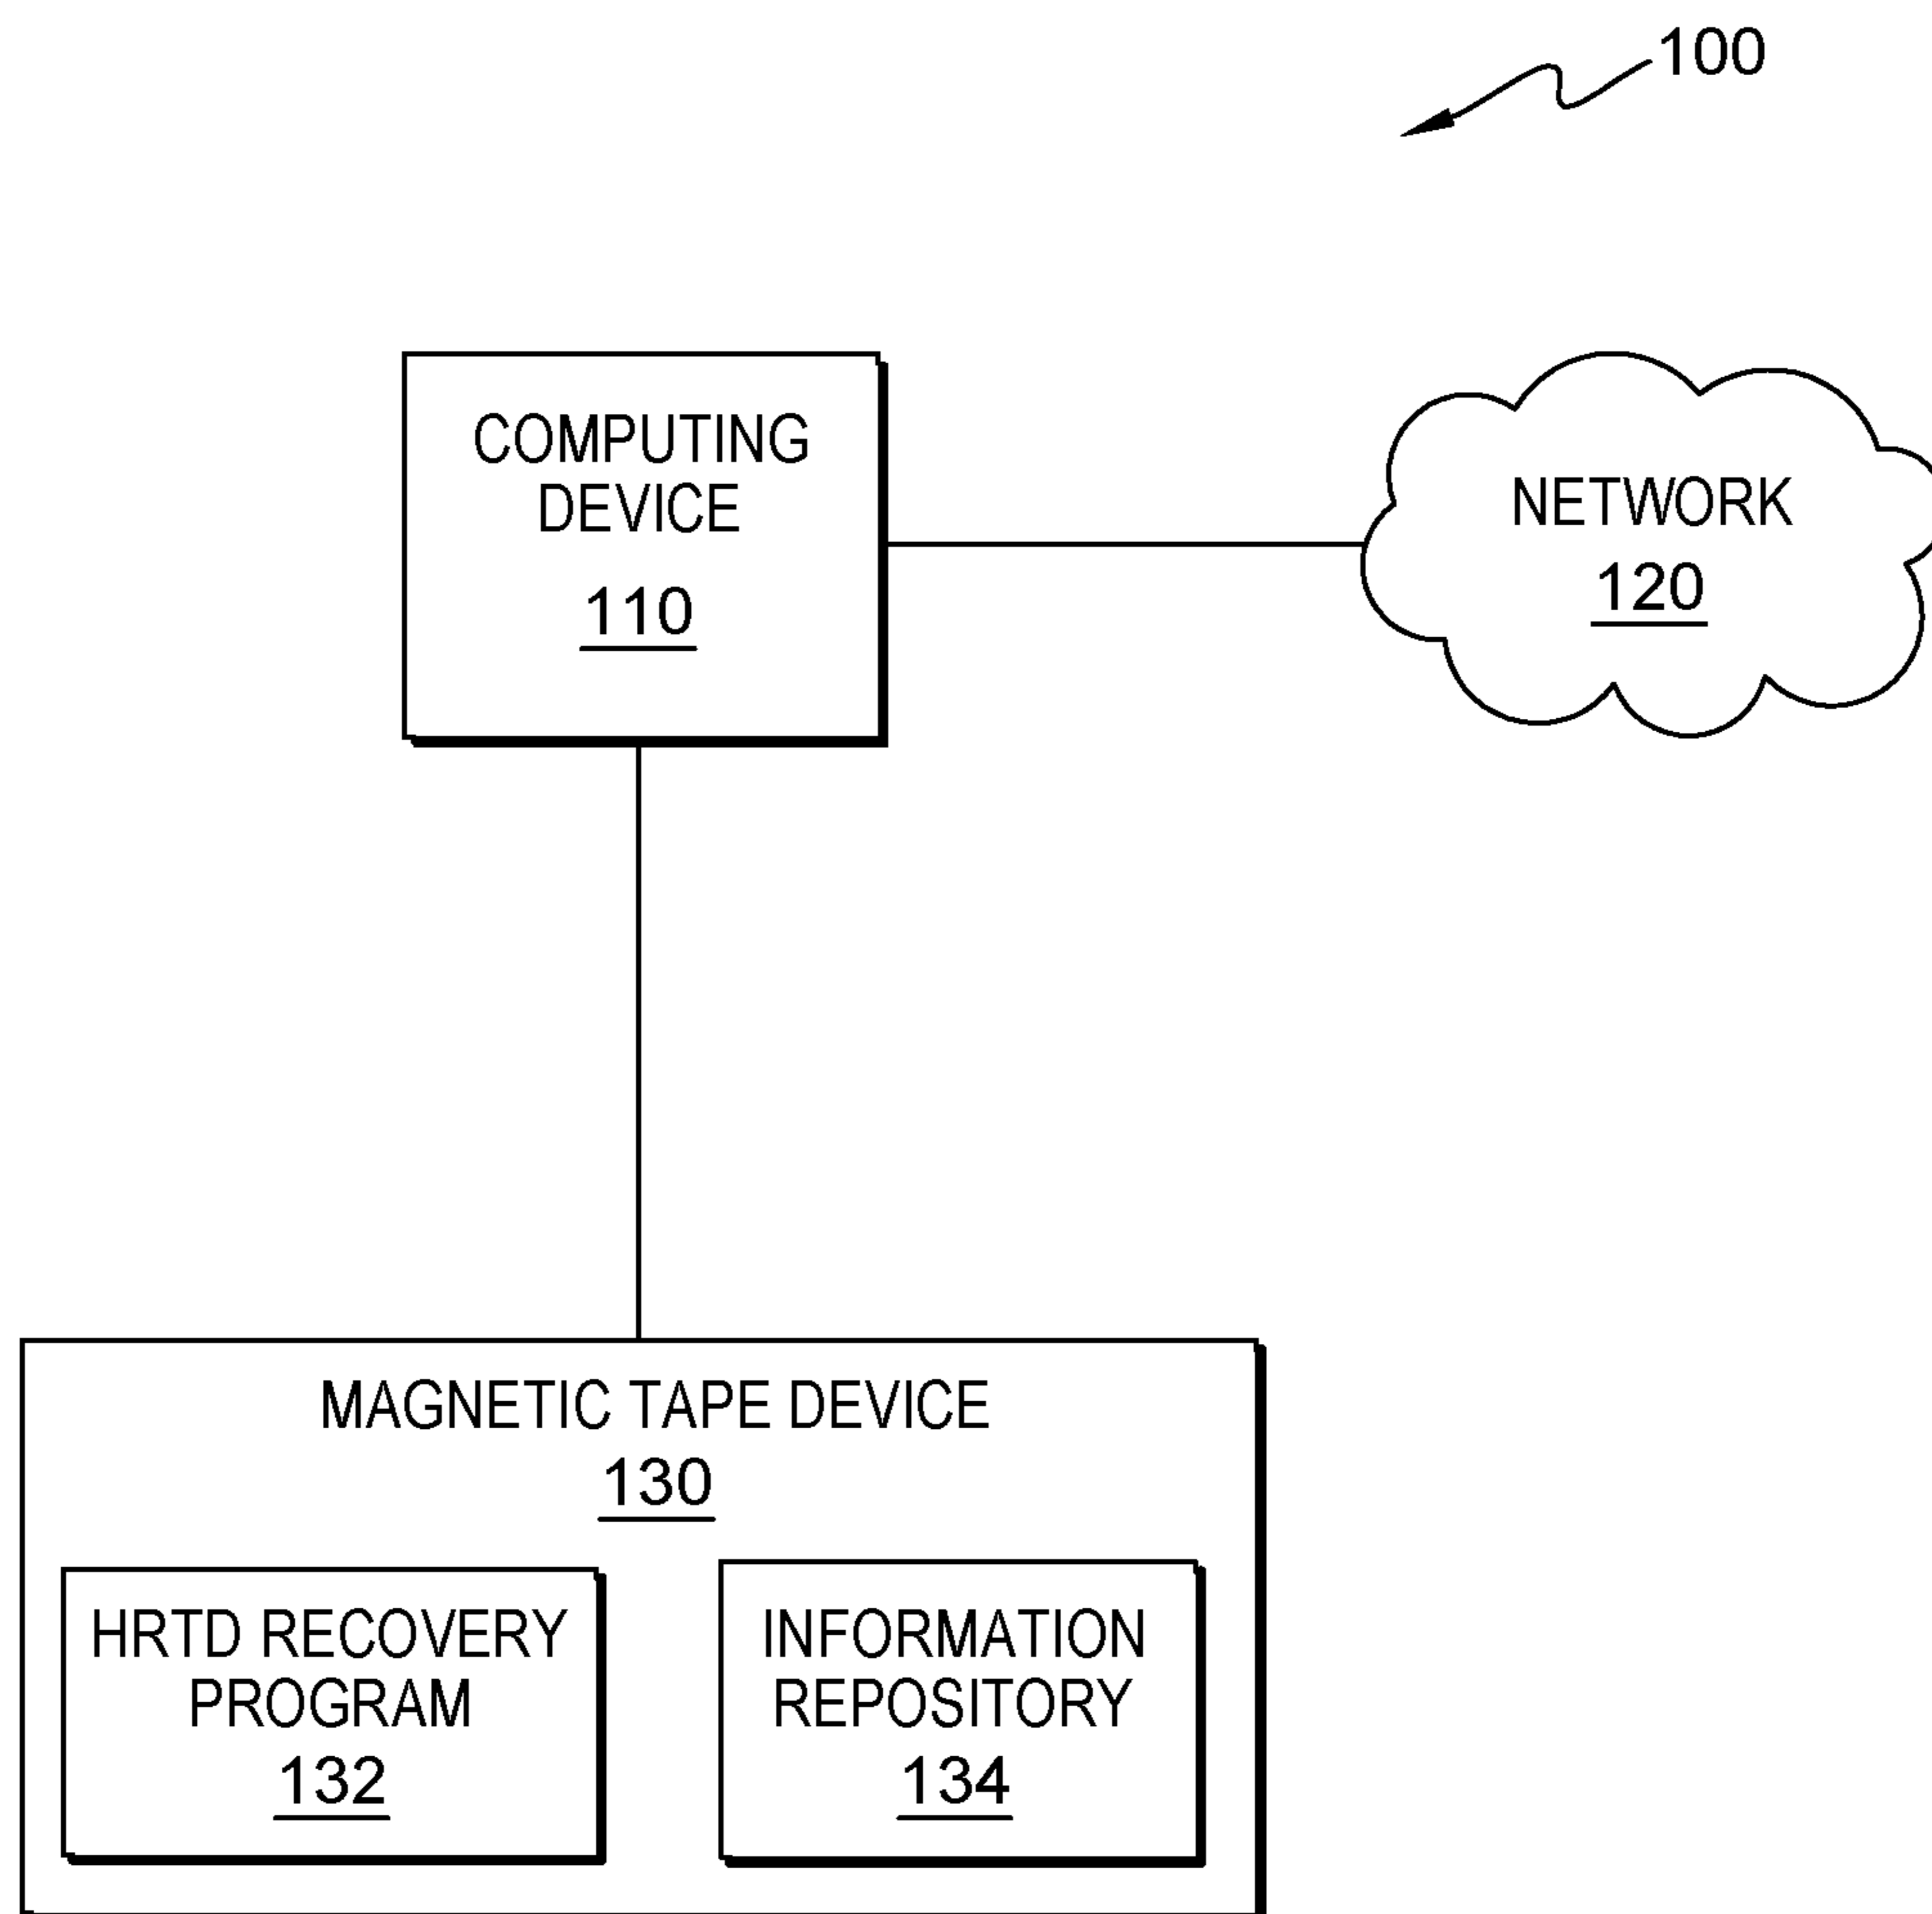 100
COMPUTING
DEVICE
110
NETWORK
120
MAGNETIC TAPE DEVICE
130
HRTD RECOVERY
PROGRAM
132
INFORMATION
REPOSITORY
134